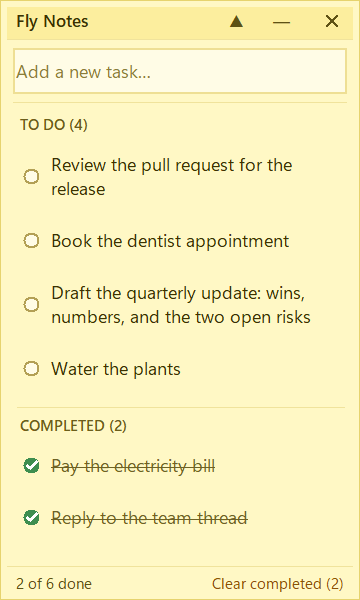 Fly Notes
Add a new task...
TO DO (4)
Review the pull request for the
release
Book the dentist appointment
Draft the quarterly update: wins,
numbers, and the two open risks
Water the plants
COMPLETED (2)
Pay the electricity bill
Reply to the team thread
2 of 6 done Clear completed (2)